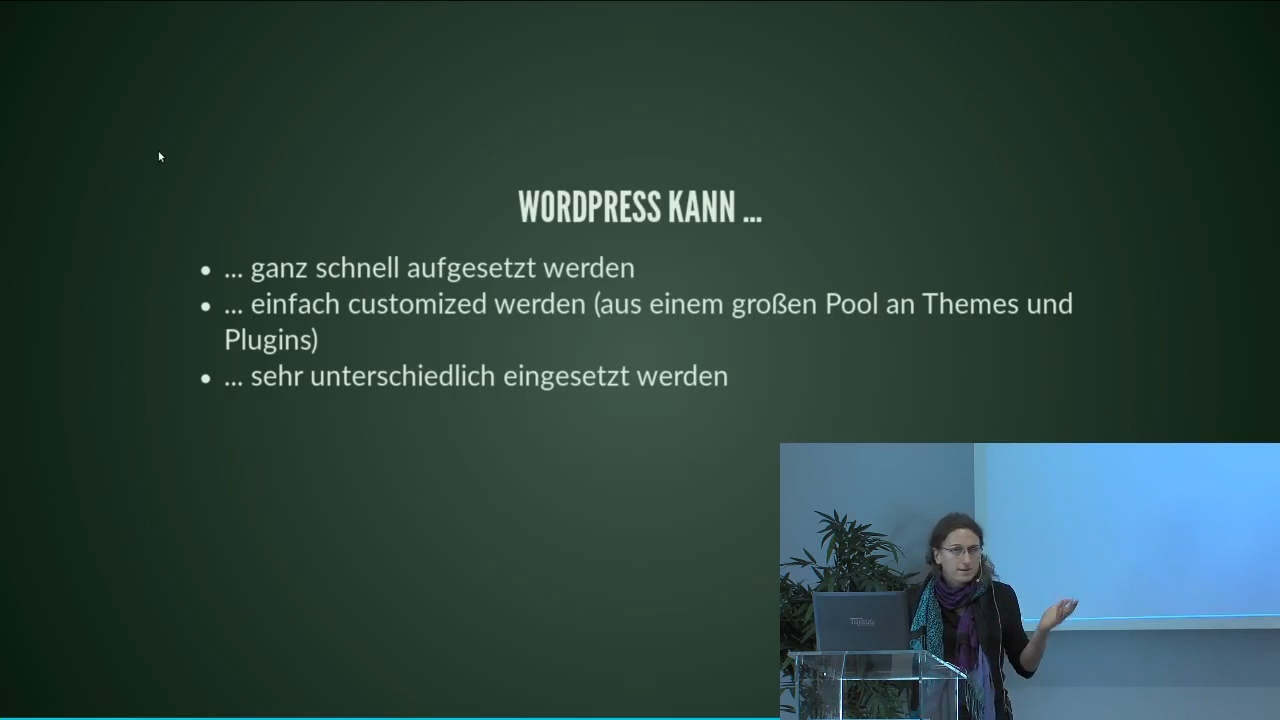 WORDPRESS KANN ...
• ... ganz schnell aufgesetzt werden
• ... einfach customized werden (aus einem großen Pool an Themes und
Plugins)
• ... sehr unterschiedlich eingesetzt werden